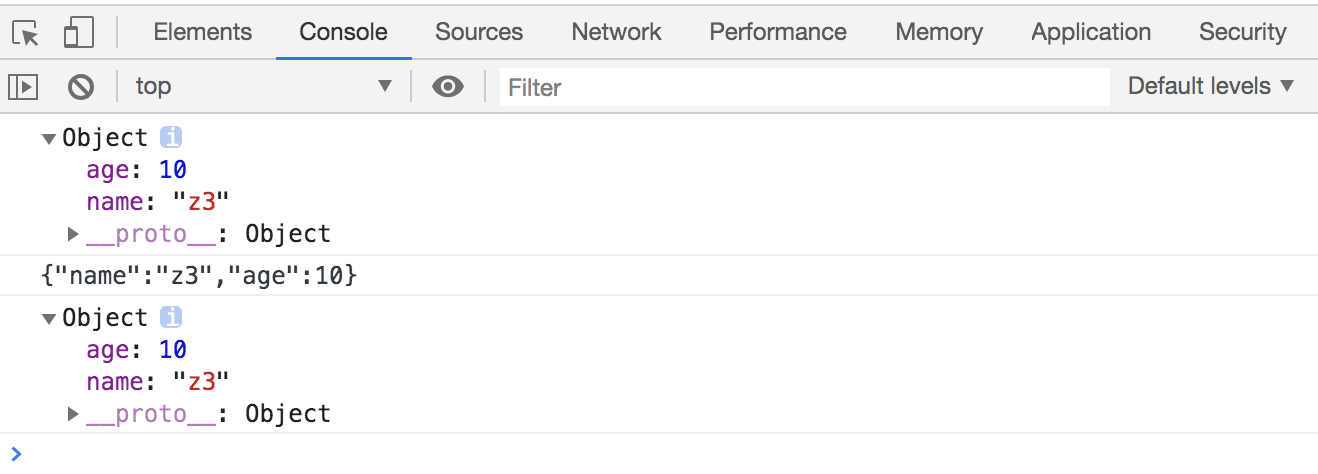 Elements Console Sources Network Performance Memory Application Security
top Filter Default levels
Object i
age: 10
name: "z3"
__proto__: Object
{"name":"z3","age":10}
Object i
age: 10
name: "z3"
__proto__: Object